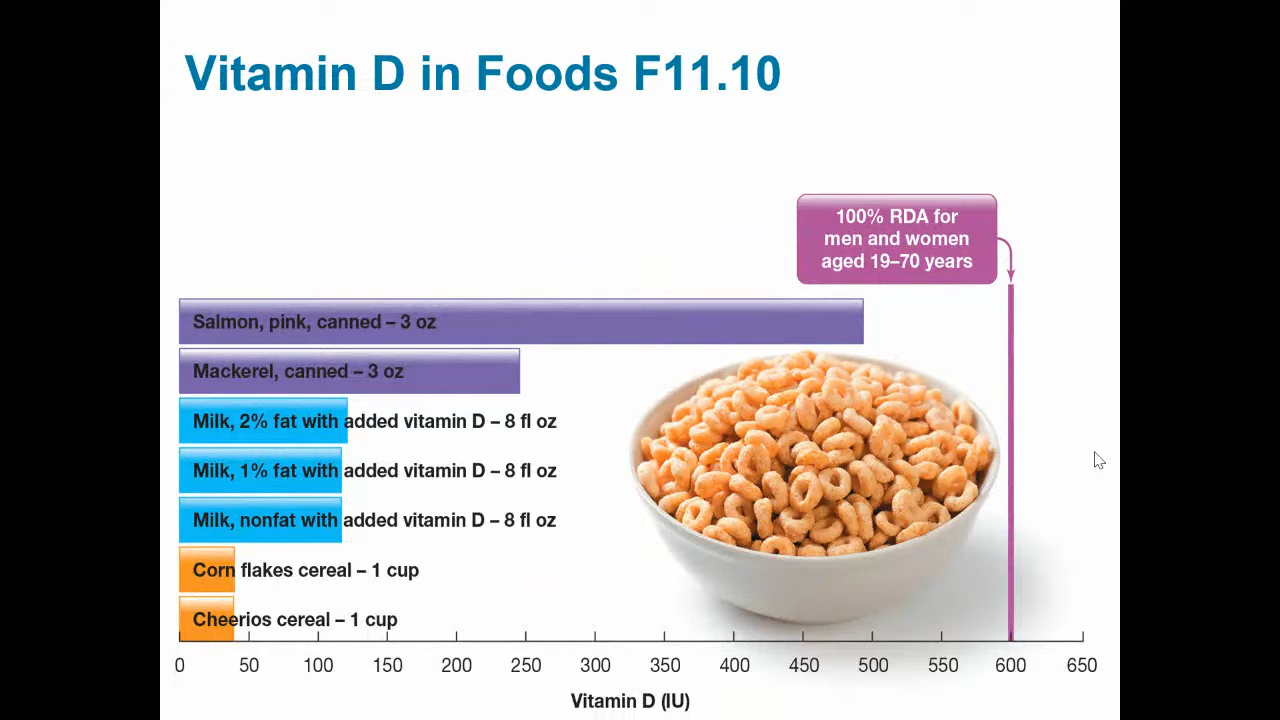 Vitamin D in Foods F11.10
100% RDA for
men and women
aged 19–70 years
Salmon, pink, canned – 3 oz
Mackerel, canned – 3 oz
Milk, 2% fat with added vitamin D – 8 fl oz
Milk, 1% fat with added vitamin D – 8 fl oz
Milk, nonfat with added vitamin D – 8 fl oz
Corn flakes cereal – 1 cup
Cheerios cereal – 1 cup
0 50 100 150 200 250 300 350 400 450 500 550 600 650
Vitamin D (IU)